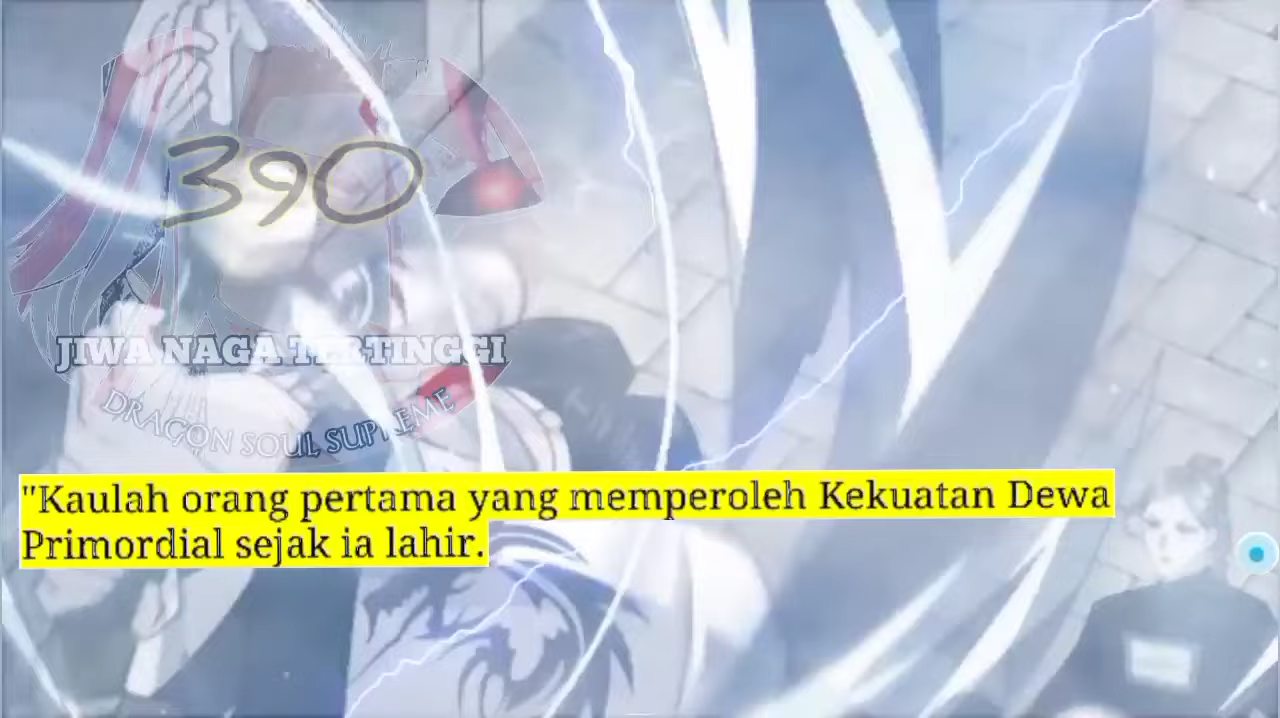 390
JIWA NAGA TERTINGGI
DRAGON SOUL SUPREME
"Kaulah orang pertama yang memperoleh Kekuatan Dewa
Primordial sejak ia lahir.